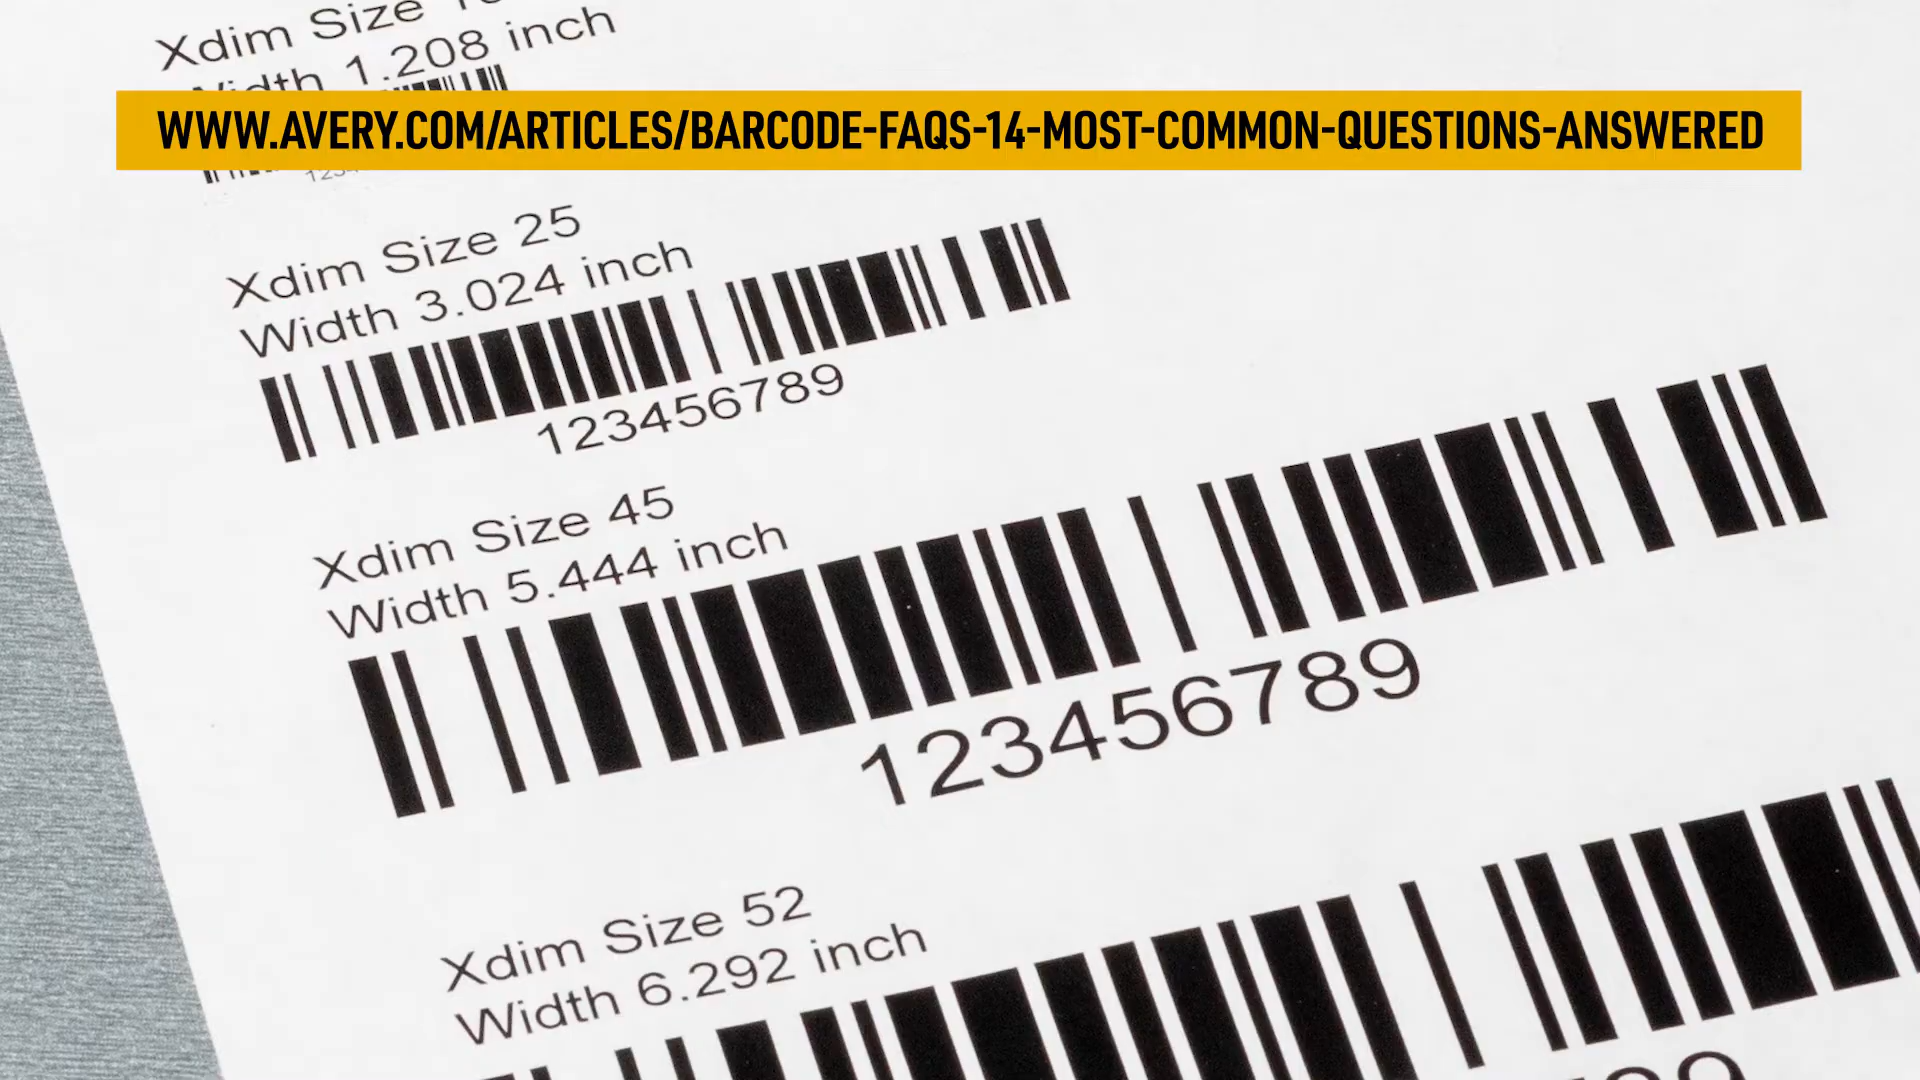 Xdim Size
Width 1.208 inch
WWW.AVERY.COM/ARTICLES/BARCODE-FAQS-14-MOST-COMMON-QUESTIONS-ANSWERED
Xdim Size 25
Width 3.024 inch
123456789
Xdim Size 45
Width 5.444 inch
123456789
Xdim Size 52
Width 6.292 inch